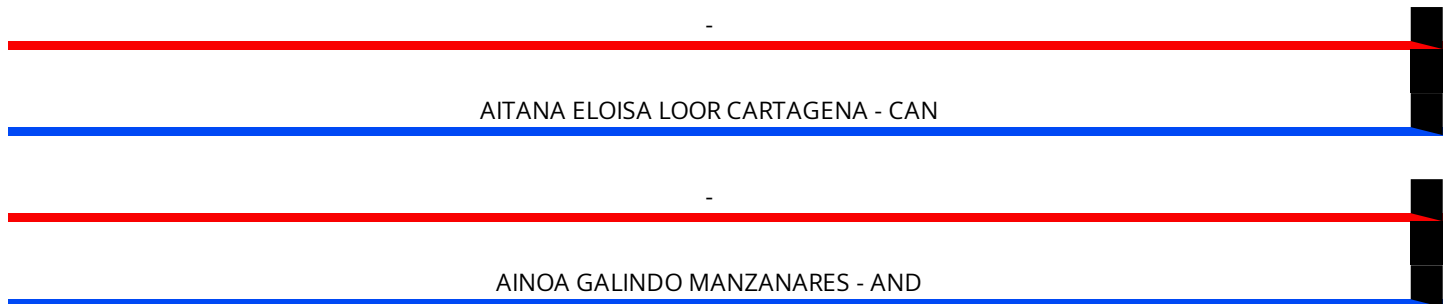 -
AITANA ELOISA LOOR CARTAGENA - CAN
-
AINOA GALINDO MANZANARES - AND